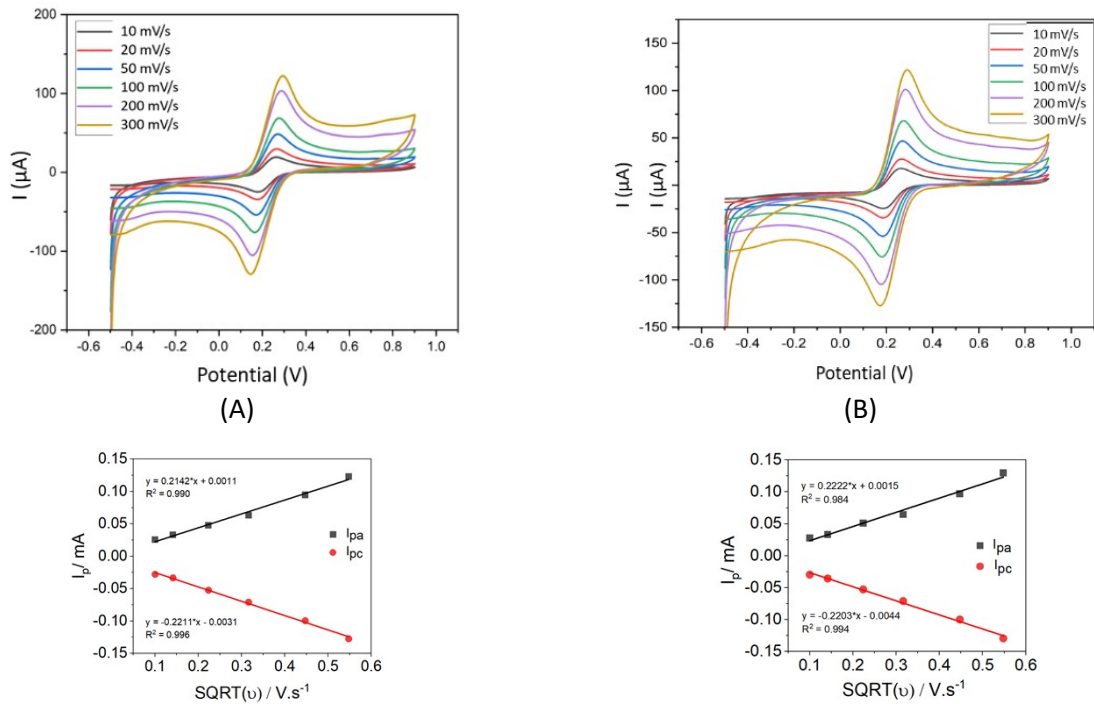 200
100
0
-100
-200
I (µA)
10 mV/s
20 mV/s
50 mV/s
100 mV/s
200 mV/s
300 mV/s
-0.6 -0.4 -0.2 0.0 0.2 0.4 0.6 0.8 1.0
Potential (V)
(A)
150
100
50
0
-50
-100
-150
I (µA)
I (µA)
10 mV/s
20 mV/s
50 mV/s
100 mV/s
200 mV/s
300 mV/s
-0.6 -0.4 -0.2 0.0 0.2 0.4 0.6 0.8 1.0
Potential (V)
(B)
0.15
0.10
0.05
0.00
-0.05
-0.10
-0.15
I_p/ mA
y = 0.2142*x + 0.0011
R² = 0.990
I_pa
I_pc
y = -0.2211*x - 0.0031
R² = 0.996
0.1 0.2 0.3 0.4 0.5 0.6
SQRT(υ) / V.s⁻¹
0.15
0.10
0.05
0.00
-0.05
-0.10
-0.15
I_p/ mA
y = 0.2222*x + 0.0015
R² = 0.984
I_pa
I_pc
y = -0.2203*x - 0.0044
R² = 0.994
0.1 0.2 0.3 0.4 0.5 0.6
SQRT(υ) / V.s⁻¹